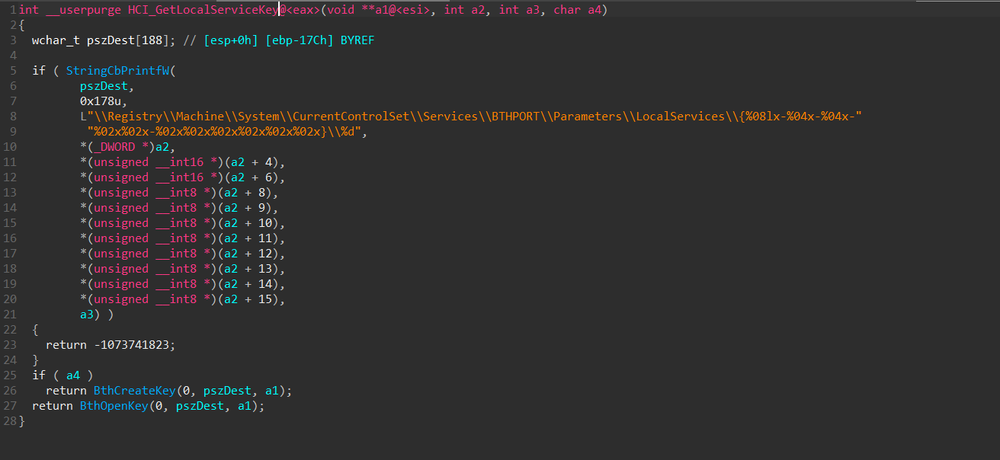 1 int __userpurge HCI_GetLocalServiceKey@<eax>(void **a1@<esi>, int a2, int a3, char a4)
2 {
3   wchar_t pszDest[188]; // [esp+0h] [ebp-17Ch] BYREF
4
5   if ( StringCbPrintfW(
6          pszDest,
7          0x178u,
8          L"\\Registry\\Machine\\System\\CurrentControlSet\\Services\\BTHPORT\\Parameters\\LocalServices\\{%08lx-%04x-%04x-"
9           "%02x%02x-%02x%02x%02x%02x%02x%02x}\\%d",
10          *(_DWORD *)a2,
11          *(unsigned __int16 *)(a2 + 4),
12          *(unsigned __int16 *)(a2 + 6),
13          *(unsigned __int8 *)(a2 + 8),
14          *(unsigned __int8 *)(a2 + 9),
15          *(unsigned __int8 *)(a2 + 10),
16          *(unsigned __int8 *)(a2 + 11),
17          *(unsigned __int8 *)(a2 + 12),
18          *(unsigned __int8 *)(a2 + 13),
19          *(unsigned __int8 *)(a2 + 14),
20          *(unsigned __int8 *)(a2 + 15),
21          a3) )
22   {
23     return -1073741823;
24   }
25   if ( a4 )
26     return BthCreateKey(0, pszDest, a1);
27   return BthOpenKey(0, pszDest, a1);
28 }